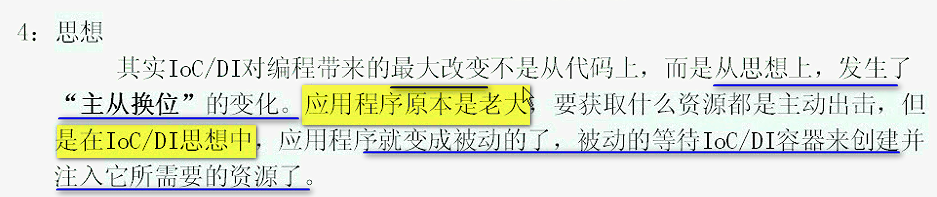 4：思想
其实IoC/DI对编程带来的最大改变不是从代码上，而是从思想上，发生了
“主从换位”的变化。应用程序原本是老大，要获取什么资源都是主动出击，但
是在IoC/DI思想中，应用程序就变成被动的了，被动的等待IoC/DI容器来创建并
注入它所需要的资源了。